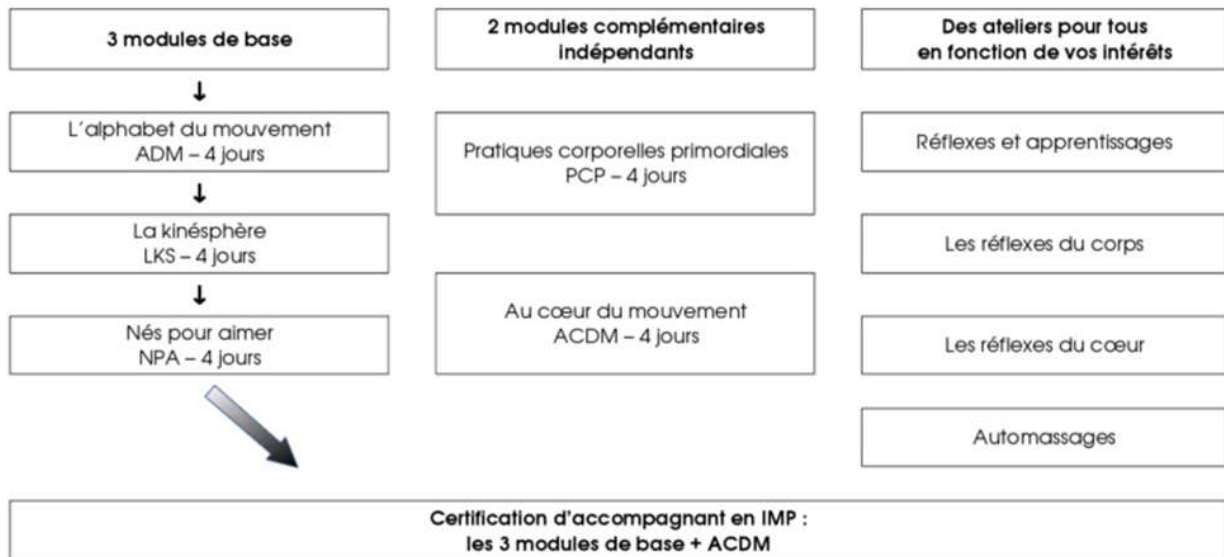 3 modules de base
↓
L'alphabet du mouvement
ADM – 4 jours
↓
La kinésphère
LKS – 4 jours
↓
Nés pour aimer
NPA – 4 jours
2 modules complémentaires
indépendants
Pratiques corporelles primordiales
PCP – 4 jours
Au cœur du mouvement
ACDM – 4 jours
Des ateliers pour tous
en fonction de vos intérêts
Réflexes et apprentissages
Les réflexes du corps
Les réflexes du cœur
Automassages
Certification d'accompagnant en IMP :
les 3 modules de base + ACDM